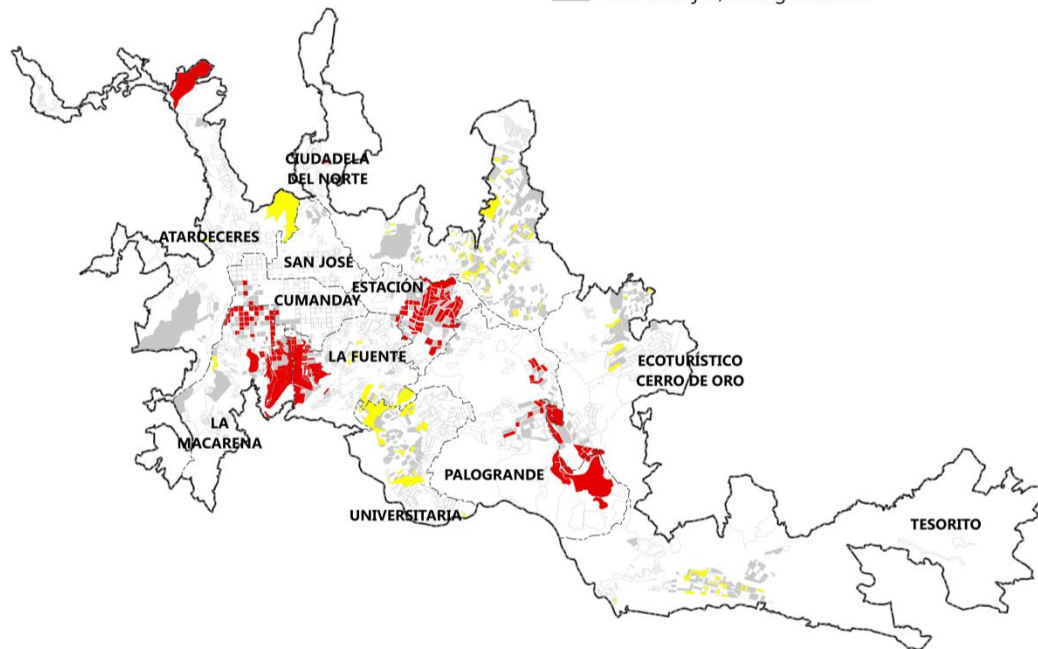 CIUDADELA
DEL NORTE
ATARDECERES
SAN JOSÉ
ESTACIÓN
CUMANDAY
LA FUENTE
ECOTURÍSTICO
CERRO DE ORO
LA
MACARENA
PALOGRANDE
UNIVERSITARIA
TESORITO